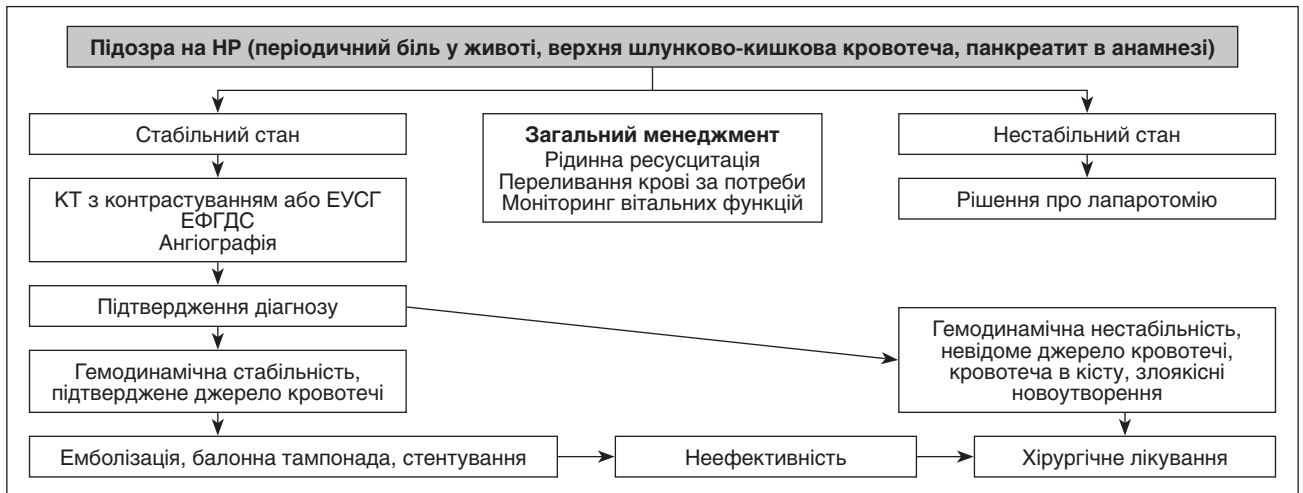 Підозра на НР (періодичний біль у животі, верхня шлунково-кишкова кровотеча, панкреатит в анамнезі)
Стабільний стан
Загальний менеджмент
Рідинна ресусцитація
Переливання крові за потреби
Моніторинг вітальних функцій
Нестабільний стан
КТ з контрастуванням або ЕУСГ
ЕФГДС
Ангіографія
Рішення про лапаротомію
Підтвердження діагнозу
Гемодинамічна стабільність,
підтверджене джерело кровотечі
Гемодинамічна нестабільність,
невідоме джерело кровотечі,
кровотеча в кісту, злоякісні
новоутворення
Емболізація, балонна тампонада, стентування
Неефективність
Хірургічне лікування